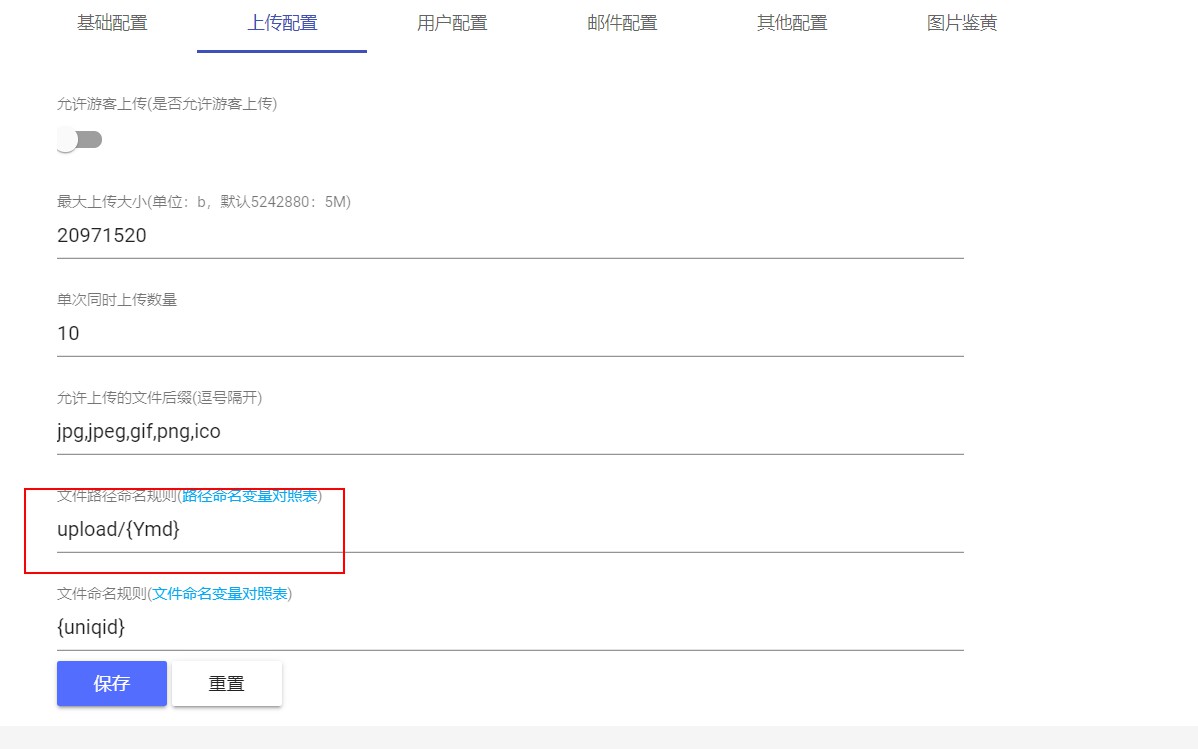 基础配置 上传配置 用户配置 邮件配置 其他配置 图片鉴黄
允许游客上传(是否允许游客上传)
最大上传大小(单位：b，默认5242880：5M)
20971520
单次同时上传数量
10
允许上传的文件后缀(逗号隔开)
jpg,jpeg,gif,png,ico
文件路径命名规则(路径命名变量对照表)
upload/{Ymd}
文件命名规则(文件命名变量对照表)
{uniqid}
保存 重置